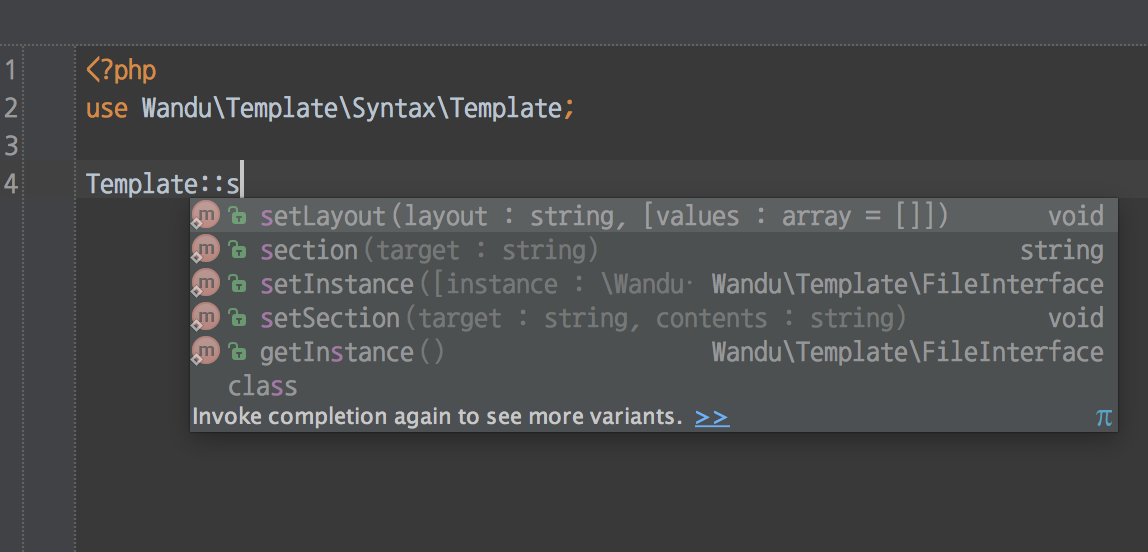 1 <?php
2 use Wandu\Template\Syntax\Template;
3
4 Template::s
m setLayout(layout : string, [values : array = []]) void
m section(target : string) string
m setInstance([instance : \Wandu· Wandu\Template\FileInterface
m setSection(target : string, contents : string) void
m getInstance() Wandu\Template\FileInterface
class
Invoke completion again to see more variants. >> π